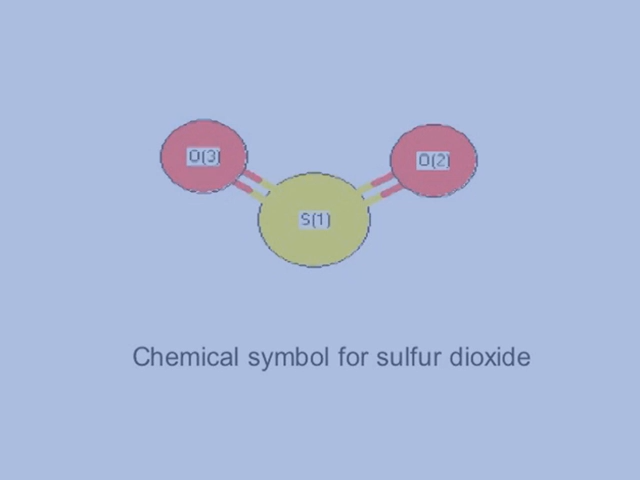 O(3)
O(2)
S(1)
Chemical symbol for sulfur dioxide